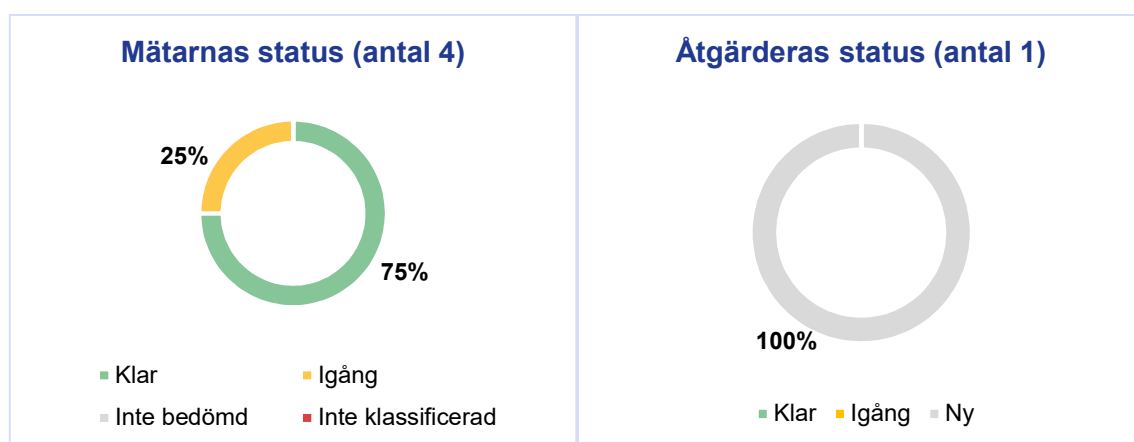 Mätarnas status (antal 4)
25%
75%
Klar
Igång
Inte bedömd
Inte klassificerad
Åtgärderas status (antal 1)
100%
Klar
Igång
Ny